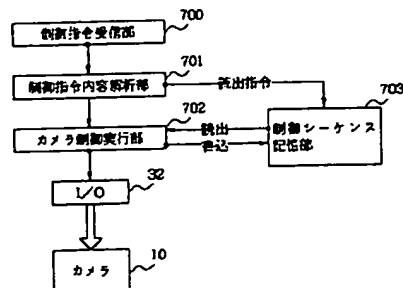 700
制御指令受信部
701
制御指令内容解析部
読出指令
703
702
カメラ制御実行部
読出
書込
制御シーケンス
記憶部
32
I/O
10
カメラ